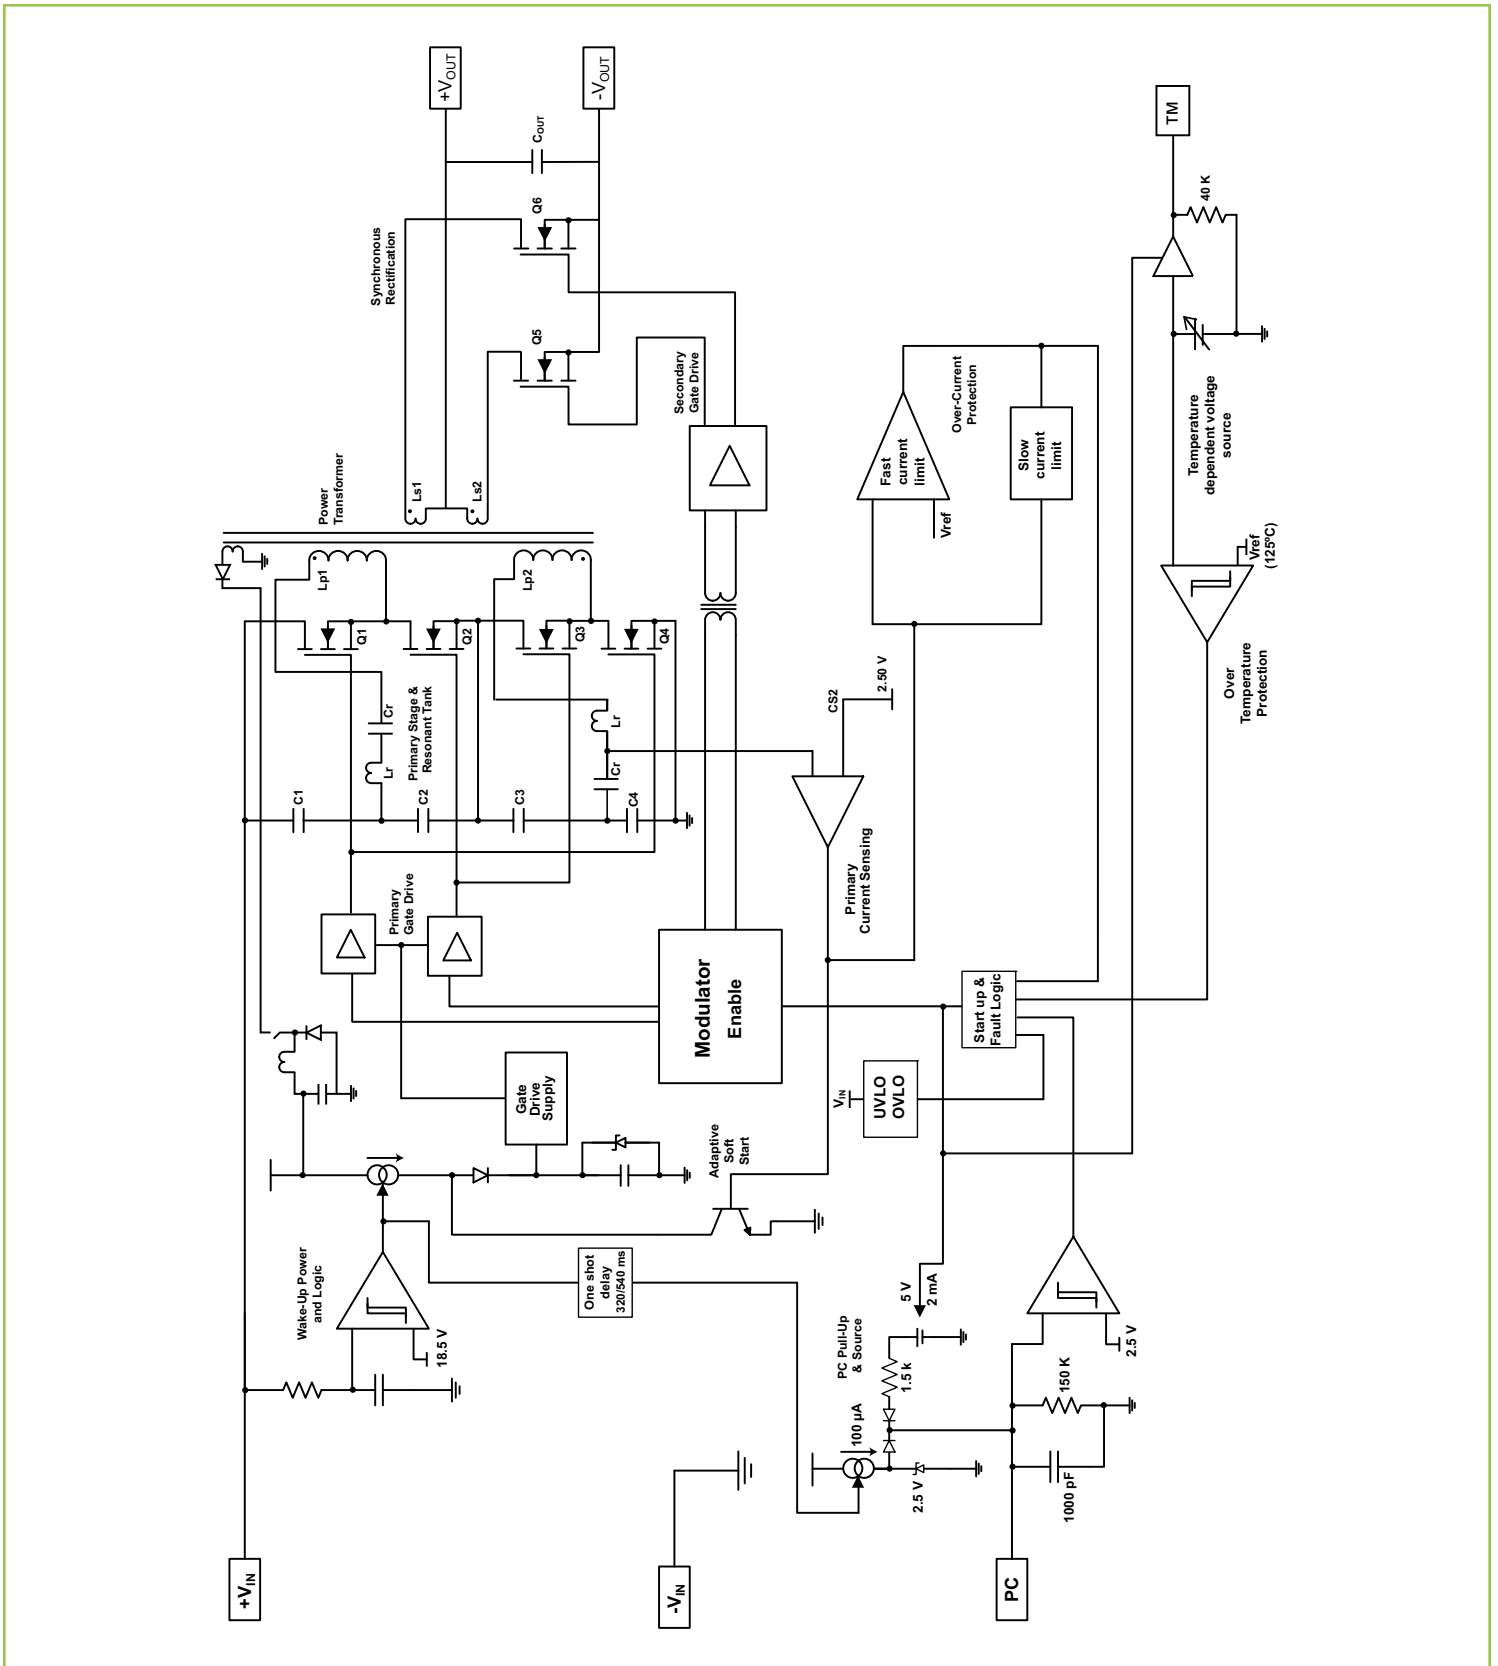 +VIN
-VIN
PC
18.5 V
Wake-Up Power
and Logic
One shot
delay
320/540 ms
PC Pull-Up
& Source
100 µA
2.5 V
1.5 k
5 V
2 mA
1000 pF
150 K
2.5 V
Adaptive
Soft
Start
Gate
Drive
Supply
VIN
UVLO
OVLO
Start up &
Fault Logic
Modulator
Enable
Primary
Gate Drive
Primary
Current Sensing
C1
C2
C3
C4
Lr
Cr
Primary Stage &
Resonant Tank
Cr
Lr
CS2
2.50 V
Q1
Q2
Q3
Q4
Lp1
Lp2
Power
Transformer
Ls1
Ls2
Over
Temperature
Protection
Vref
(125ºC)
Vref
Fast
current
limit
Slow
current
limit
Over-Current
Protection
Secondary
Gate Drive
Q5
Q6
Synchronous
Rectification
COUT
+VOUT
-VOUT
Temperature
dependent voltage
source
40 K
TM